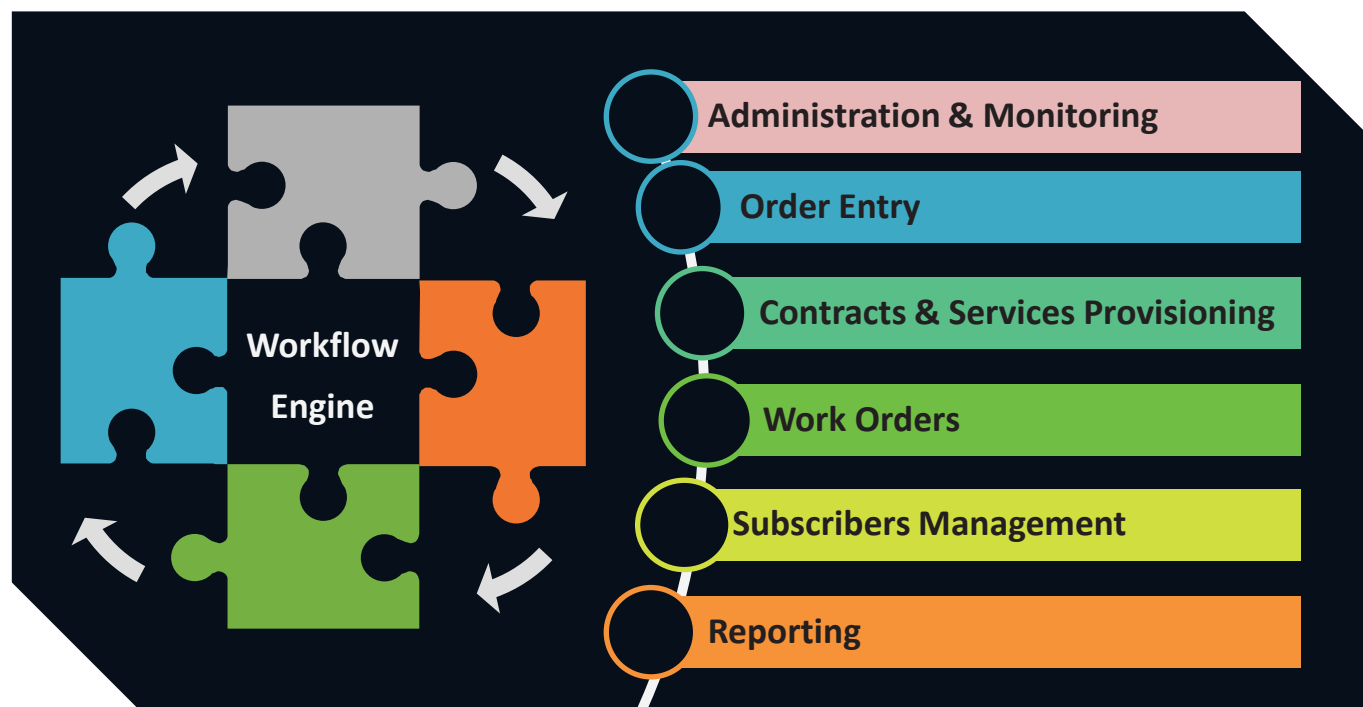 Workflow
Engine
Administration & Monitoring
Order Entry
Contracts & Services Provisioning
Work Orders
Subscribers Management
Reporting